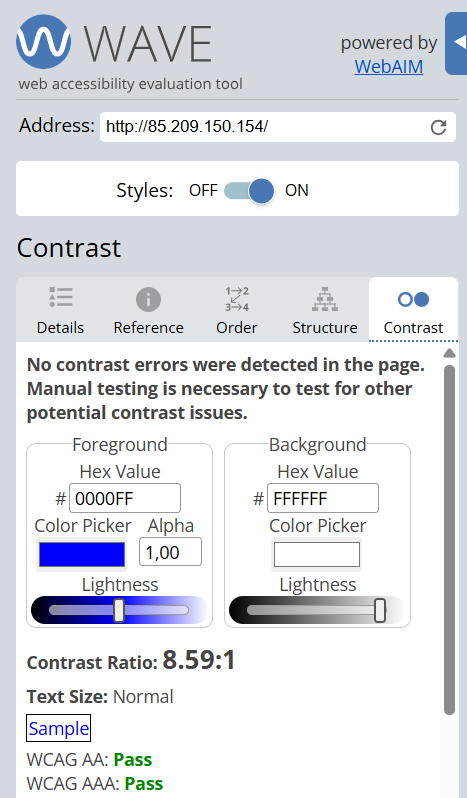 WAVE
web accessibility evaluation tool
powered by
WebAIM
Address: http://85.209.150.154/
Styles: OFF ON
Contrast
Details Reference Order Structure Contrast
No contrast errors were detected in the page.
Manual testing is necessary to test for other
potential contrast issues.
Foreground
Hex Value
# 0000FF
Color Picker Alpha
1,00
Lightness
Background
Hex Value
# FFFFFF
Color Picker
Lightness
Contrast Ratio: 8.59:1
Text Size: Normal
Sample
WCAG AA: Pass
WCAG AAA: Pass